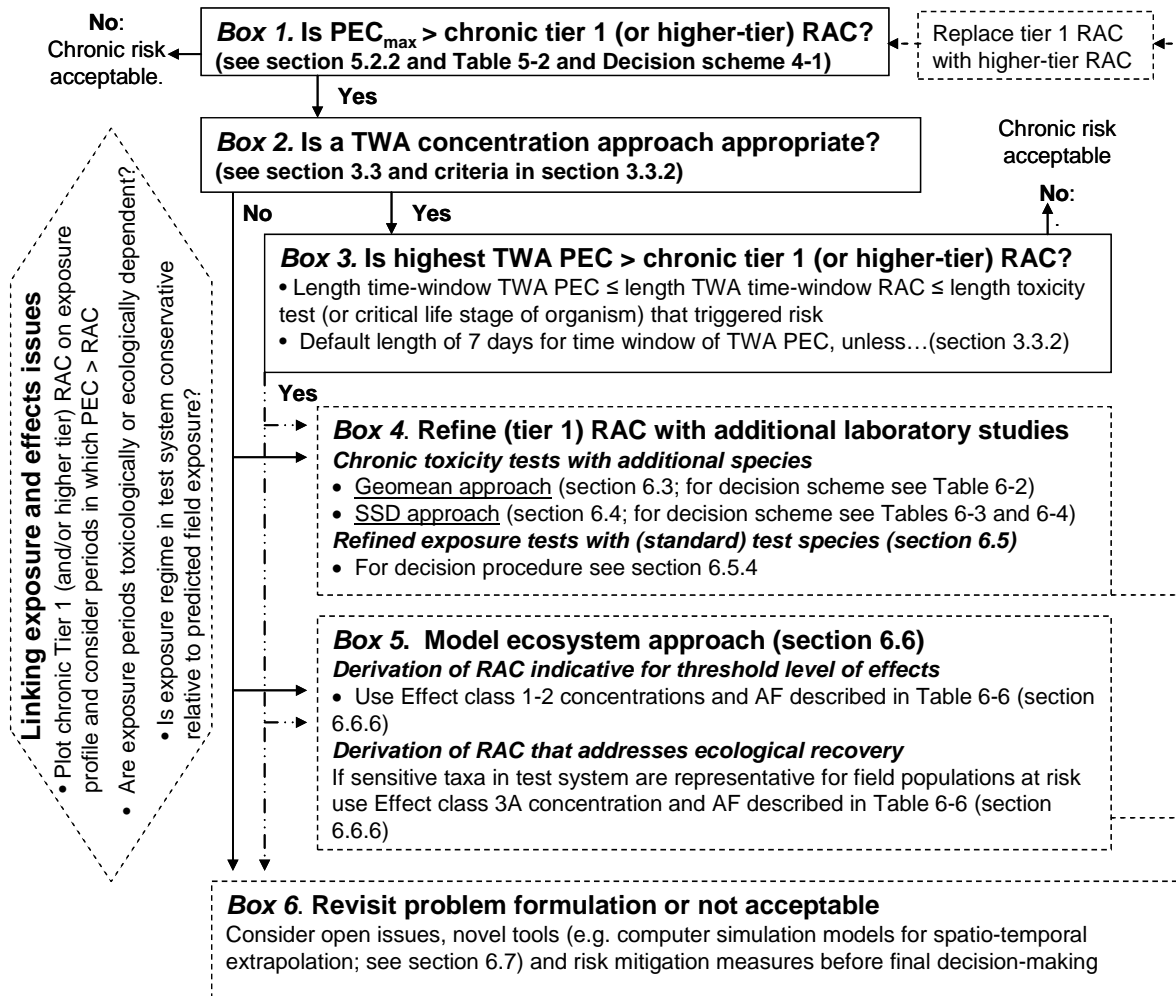 No:
Chronic risk
acceptable.
Box 1. Is PECmax > chronic tier 1 (or higher-tier) RAC?
(see section 5.2.2 and Table 5-2 and Decision scheme 4-1)
Replace tier 1 RAC
with higher-tier RAC
Yes
Box 2. Is a TWA concentration approach appropriate?
(see section 3.3 and criteria in section 3.3.2)
Chronic risk
acceptable
No:
No
Yes
Box 3. Is highest TWA PEC > chronic tier 1 (or higher-tier) RAC?
• Length time-window TWA PEC ≤ length TWA time-window RAC ≤ length toxicity
test (or critical life stage of organism) that triggered risk
• Default length of 7 days for time window of TWA PEC, unless…(section 3.3.2)
Yes
Linking exposure and effects issues
• Plot chronic Tier 1 (and/or higher tier) RAC on exposure
profile and consider periods in which PEC > RAC
• Are exposure periods toxicologically or ecologically dependent?
• Is exposure regime in test system conservative
relative to predicted field exposure?
Box 4. Refine (tier 1) RAC with additional laboratory studies
Chronic toxicity tests with additional species
• Geomean approach (section 6.3; for decision scheme see Table 6-2)
• SSD approach (section 6.4; for decision scheme see Tables 6-3 and 6-4)
Refined exposure tests with (standard) test species (section 6.5)
• For decision procedure see section 6.5.4
Box 5. Model ecosystem approach (section 6.6)
Derivation of RAC indicative for threshold level of effects
• Use Effect class 1-2 concentrations and AF described in Table 6-6 (section
6.6.6)
Derivation of RAC that addresses ecological recovery
If sensitive taxa in test system are representative for field populations at risk
use Effect class 3A concentration and AF described in Table 6-6 (section
6.6.6)
Box 6. Revisit problem formulation or not acceptable
Consider open issues, novel tools (e.g. computer simulation models for spatio-temporal
extrapolation; see section 6.7) and risk mitigation measures before final decision-making